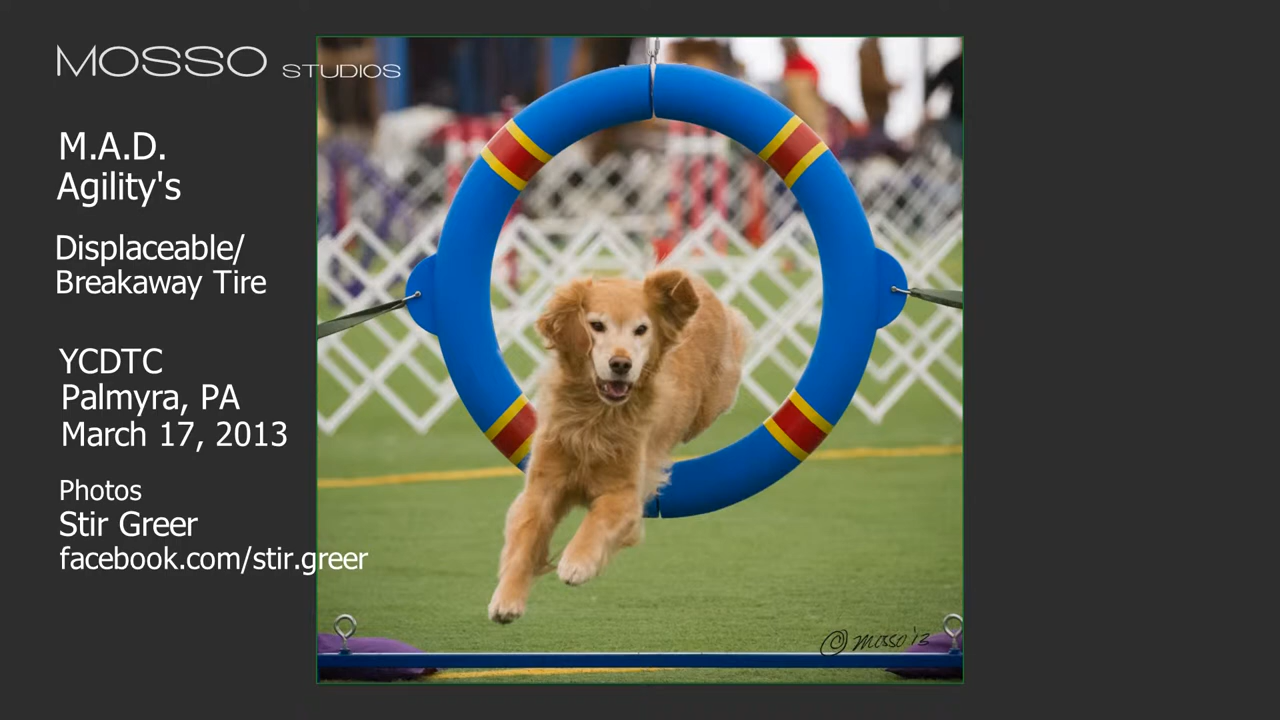 MOSSO STUDIOS
M.A.D.
Agility's
Displaceable/
Breakaway Tire
YCDTC
Palmyra, PA
March 17, 2013
Photos
Stir Greer
facebook.com/stir.greer
© mosso '13